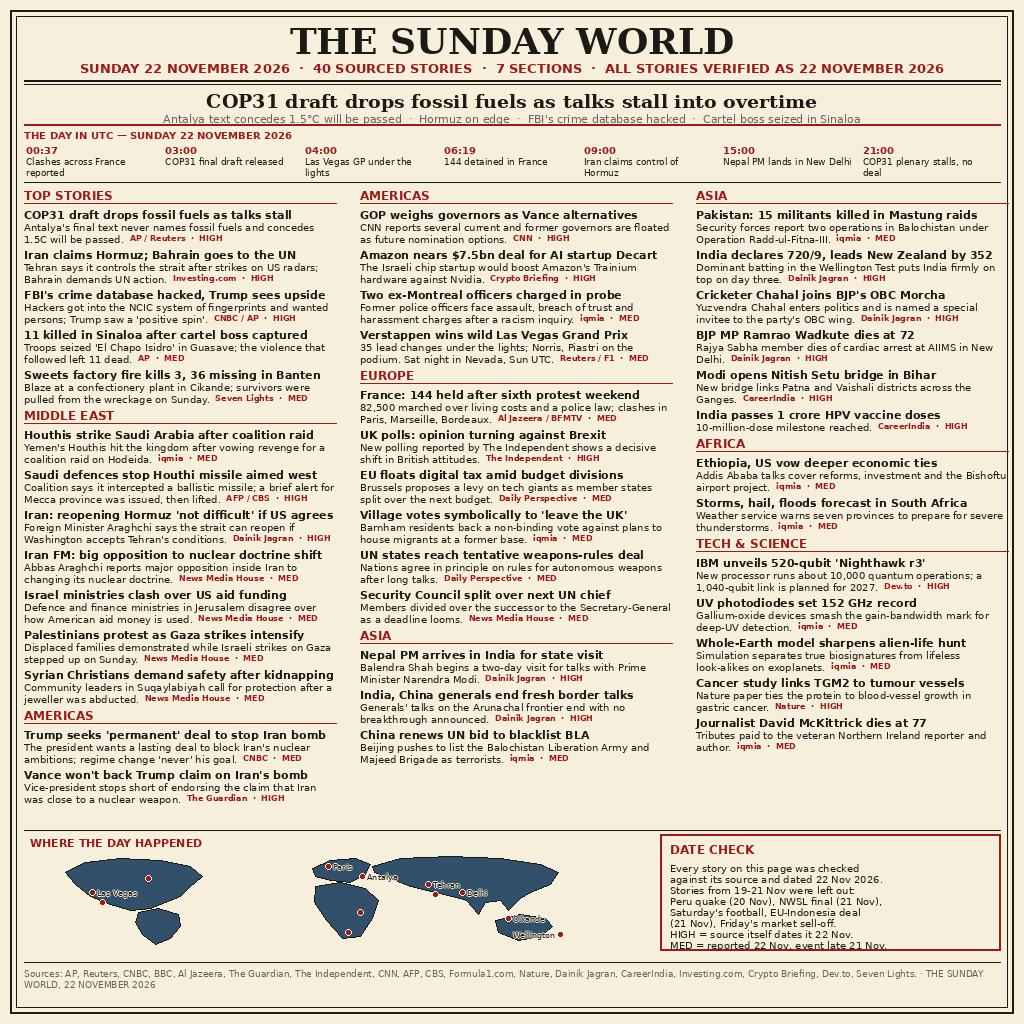 THE SUNDAY WORLD
SUNDAY 22 NOVEMBER 2026 · 40 SOURCED STORIES · 7 SECTIONS · ALL STORIES VERIFIED AS 22 NOVEMBER 2026
COP31 draft drops fossil fuels as talks stall into overtime
Antalya text concedes 1.5°C will be passed · Hormuz on edge · FBI's crime database hacked · Cartel boss seized in Sinaloa
THE DAY IN UTC — SUNDAY 22 NOVEMBER 2026
00:37
Clashes across France
reported
03:00
COP31 final draft released
04:00
Las Vegas GP under the
lights
06:19
144 detained in France
09:00
Iran claims control of
Hormuz
15:00
Nepal PM lands in New Delhi
21:00
COP31 plenary stalls, no
deal
TOP STORIES
COP31 draft drops fossil fuels as talks stall
Antalya's final text never names fossil fuels and concedes
1.5C will be passed. AP / Reuters · HIGH
Iran claims Hormuz; Bahrain goes to the UN
Tehran says it controls the strait after strikes on US radars;
Bahrain demands UN action. Investing.com · HIGH
FBI's crime database hacked, Trump sees upside
Hackers got into the NCIC system of fingerprints and wanted
persons; Trump saw a 'positive spin'. CNBC / AP · HIGH
11 killed in Sinaloa after cartel boss captured
Troops seized 'El Chapo Isidro' in Guasave; the violence that
followed left 11 dead. AP · MED
Sweets factory fire kills 3, 36 missing in Banten
Blaze at a confectionery plant in Cikande; survivors were
pulled from the wreckage on Sunday. Seven Lights · MED
MIDDLE EAST
Houthis strike Saudi Arabia after coalition raid
Yemen's Houthis hit the kingdom after vowing revenge for a
coalition raid on Hodeida. iqmia · MED
Saudi defences stop Houthi missile aimed west
Coalition says it intercepted a ballistic missile; a brief alert for
Mecca province was issued, then lifted. AFP / CBS · HIGH
Iran: reopening Hormuz 'not difficult' if US agrees
Foreign Minister Araghchi says the strait can reopen if
Washington accepts Tehran's conditions. Dainik Jagran · HIGH
Iran FM: big opposition to nuclear doctrine shift
Abbas Araghchi reports major opposition inside Iran to
changing its nuclear doctrine. News Media House · MED
Israel ministries clash over US aid funding
Defence and finance ministries in Jerusalem disagree over
how American aid money is used. News Media House · MED
Palestinians protest as Gaza strikes intensify
Displaced families demonstrated while Israeli strikes on Gaza
stepped up on Sunday. News Media House · MED
Syrian Christians demand safety after kidnapping
Community leaders in Suqaylabiyah call for protection after a
jeweller was abducted. News Media House · MED
AMERICAS
Trump seeks 'permanent' deal to stop Iran bomb
The president wants a lasting deal to block Iran's nuclear
ambitions; regime change 'never' his goal. CNBC · MED
Vance won't back Trump claim on Iran's bomb
Vice-president stops short of endorsing the claim that Iran
was close to a nuclear weapon. The Guardian · HIGH
AMERICAS
GOP weighs governors as Vance alternatives
CNN reports several current and former governors are floated
as future nomination options. CNN · HIGH
Amazon nears $7.5bn deal for AI startup Decart
The Israeli chip startup would boost Amazon's Trainium
hardware against Nvidia. Crypto Briefing · HIGH
Two ex-Montreal officers charged in probe
Former police officers face assault, breach of trust and
harassment charges after a racism inquiry. iqmia · MED
Verstappen wins wild Las Vegas Grand Prix
35 lead changes under the lights; Norris, Piastri on the
podium. Sat night in Nevada, Sun UTC. Reuters / F1 · MED
EUROPE
France: 144 held after sixth protest weekend
82,500 marched over living costs and a police law; clashes in
Paris, Marseille, Bordeaux. Al Jazeera / BFMTV · MED
UK polls: opinion turning against Brexit
New polling reported by The Independent shows a decisive
shift in British attitudes. The Independent · HIGH
EU floats digital tax amid budget divisions
Brussels proposes a levy on tech giants as member states
split over the next budget. Daily Perspective · MED
Village votes symbolically to 'leave the UK'
Barnham residents back a non-binding vote against plans to
house migrants at a former base. iqmia · MED
UN states reach tentative weapons-rules deal
Nations agree in principle on rules for autonomous weapons
after long talks. Daily Perspective · MED
Security Council split over next UN chief
Members divided over the successor to the Secretary-General
as a deadline looms. News Media House · MED
ASIA
Nepal PM arrives in India for state visit
Balendra Shah begins a two-day visit for talks with Prime
Minister Narendra Modi. Dainik Jagran · HIGH
India, China generals end fresh border talks
Generals' talks on the Arunachal frontier end with no
breakthrough announced. Dainik Jagran · HIGH
China renews UN bid to blacklist BLA
Beijing pushes to list the Balochistan Liberation Army and
Majeed Brigade as terrorists. iqmia · MED
ASIA
Pakistan: 15 militants killed in Mastung raids
Security forces report two operations in Balochistan under
Operation Radd-ul-Fitna-III. iqmia · MED
India declares 720/9, leads New Zealand by 352
Dominant batting in the Wellington Test puts India firmly on
top on day three. Dainik Jagran · HIGH
Cricketer Chahal joins BJP's OBC Morcha
Yuzvendra Chahal enters politics and is named a special
invitee to the party's OBC wing. Dainik Jagran · HIGH
BJP MP Ramrao Wadkute dies at 72
Rajya Sabha member dies of cardiac arrest at AIIMS in New
Delhi. Dainik Jagran · HIGH
Modi opens Nitish Setu bridge in Bihar
New bridge links Patna and Vaishali districts across the
Ganges. CareerIndia · HIGH
India passes 1 crore HPV vaccine doses
10-million-dose milestone reached. CareerIndia · HIGH
AFRICA
Ethiopia, US vow deeper economic ties
Addis Ababa talks cover reforms, investment and the Bishoftu
airport project. iqmia · MED
Storms, hail, floods forecast in South Africa
Weather service warns seven provinces to prepare for severe
thunderstorms. iqmia · MED
TECH & SCIENCE
IBM unveils 520-qubit 'Nighthawk r3'
New processor runs about 10,000 quantum operations; a
1,040-qubit link is planned for 2027. Dev.to · HIGH
UV photodiodes set 152 GHz record
Gallium-oxide devices smash the gain-bandwidth mark for
deep-UV detection. iqmia · MED
Whole-Earth model sharpens alien-life hunt
Simulation separates true biosignatures from lifeless
look-alikes on exoplanets. iqmia · MED
Cancer study links TGM2 to tumour vessels
Nature paper ties the protein to blood-vessel growth in
gastric cancer. Nature · HIGH
Journalist David McKittrick dies at 77
Tributes paid to the veteran Northern Ireland reporter and
author. iqmia · MED
WHERE THE DAY HAPPENED
Las Vegas
Paris
Antalya
Tehran
Delhi
Cikande
Wellington
DATE CHECK
Every story on this page was checked
against its source and dated 22 Nov 2026.
Stories from 19-21 Nov were left out:
Peru quake (20 Nov), NWSL final (21 Nov),
Saturday's football, EU-Indonesia deal
(21 Nov), Friday's market sell-off.
HIGH = source itself dates it 22 Nov.
MED = reported 22 Nov, event late 21 Nov.
Sources: AP, Reuters, CNBC, BBC, Al Jazeera, The Guardian, The Independent, CNN, AFP, CBS, Formula1.com, Nature, Dainik Jagran, CareerIndia, Investing.com, Crypto Briefing, Dev.to, Seven Lights. · THE SUNDAY
WORLD, 22 NOVEMBER 2026